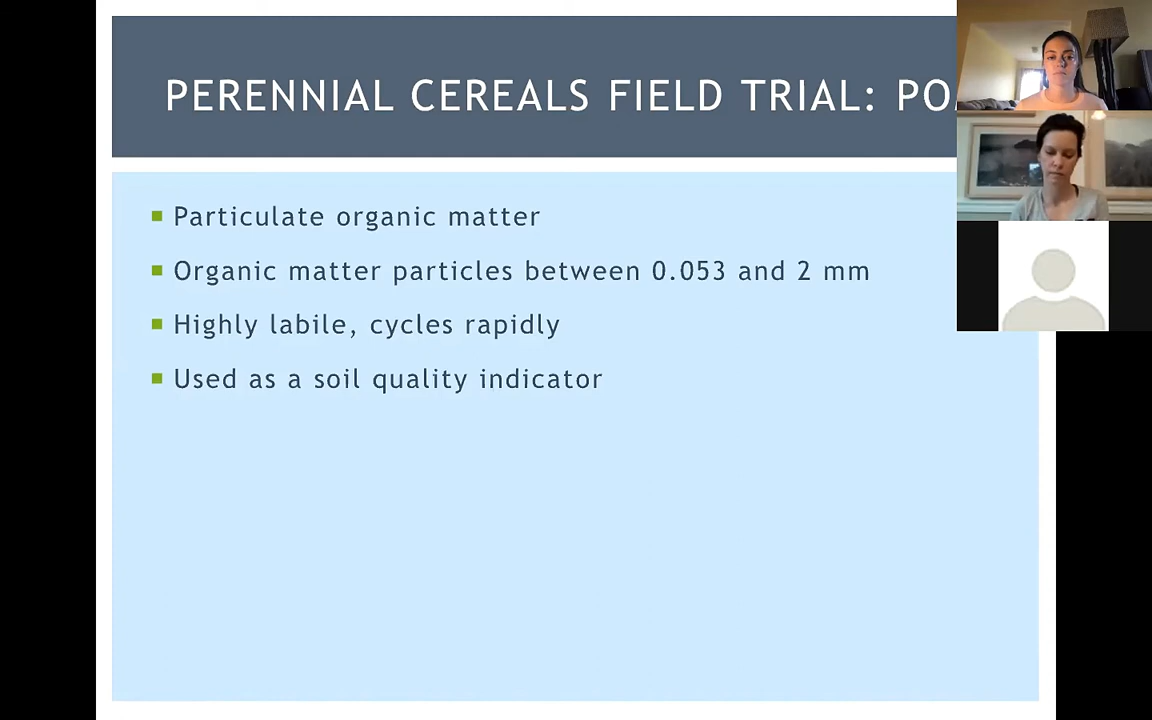 PERENNIAL CEREALS FIELD TRIAL:
Particulate organic matter
Organic matter particles between 0.053 and 2 mm
Highly labile, cycles rapidly
Used as a soil quality indicator